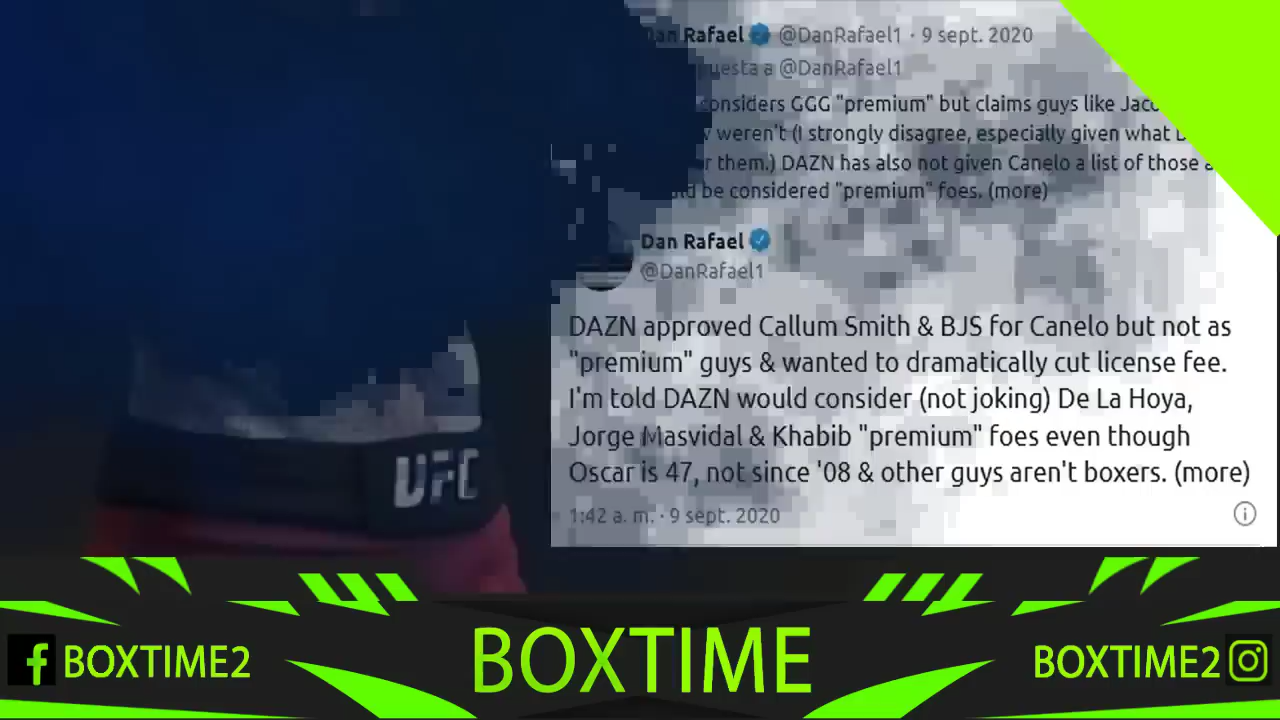 Dan Rafael @DanRafael1 · 9 sept. 2020
@DanRafael1
considers GGG "premium" but claims guys like
weren't (I strongly disagree, especially given what
them.) DAZN has also not given Canelo a list of those
be considered "premium" foes. (more)
Dan Rafael
@DanRafael1
DAZN approved Callum Smith & BJS for Canelo but not as
"premium" guys & wanted to dramatically cut license fee.
I'm told DAZN would consider (not joking) De La Hoya,
Jorge Masvidal & Khabib "premium" foes even though
Oscar is 47, not since '08 & other guys aren't boxers. (more)
1:42 a. m. · 9 sept. 2020
UFC
BOXTIME2
BOXTIME
BOXTIME2